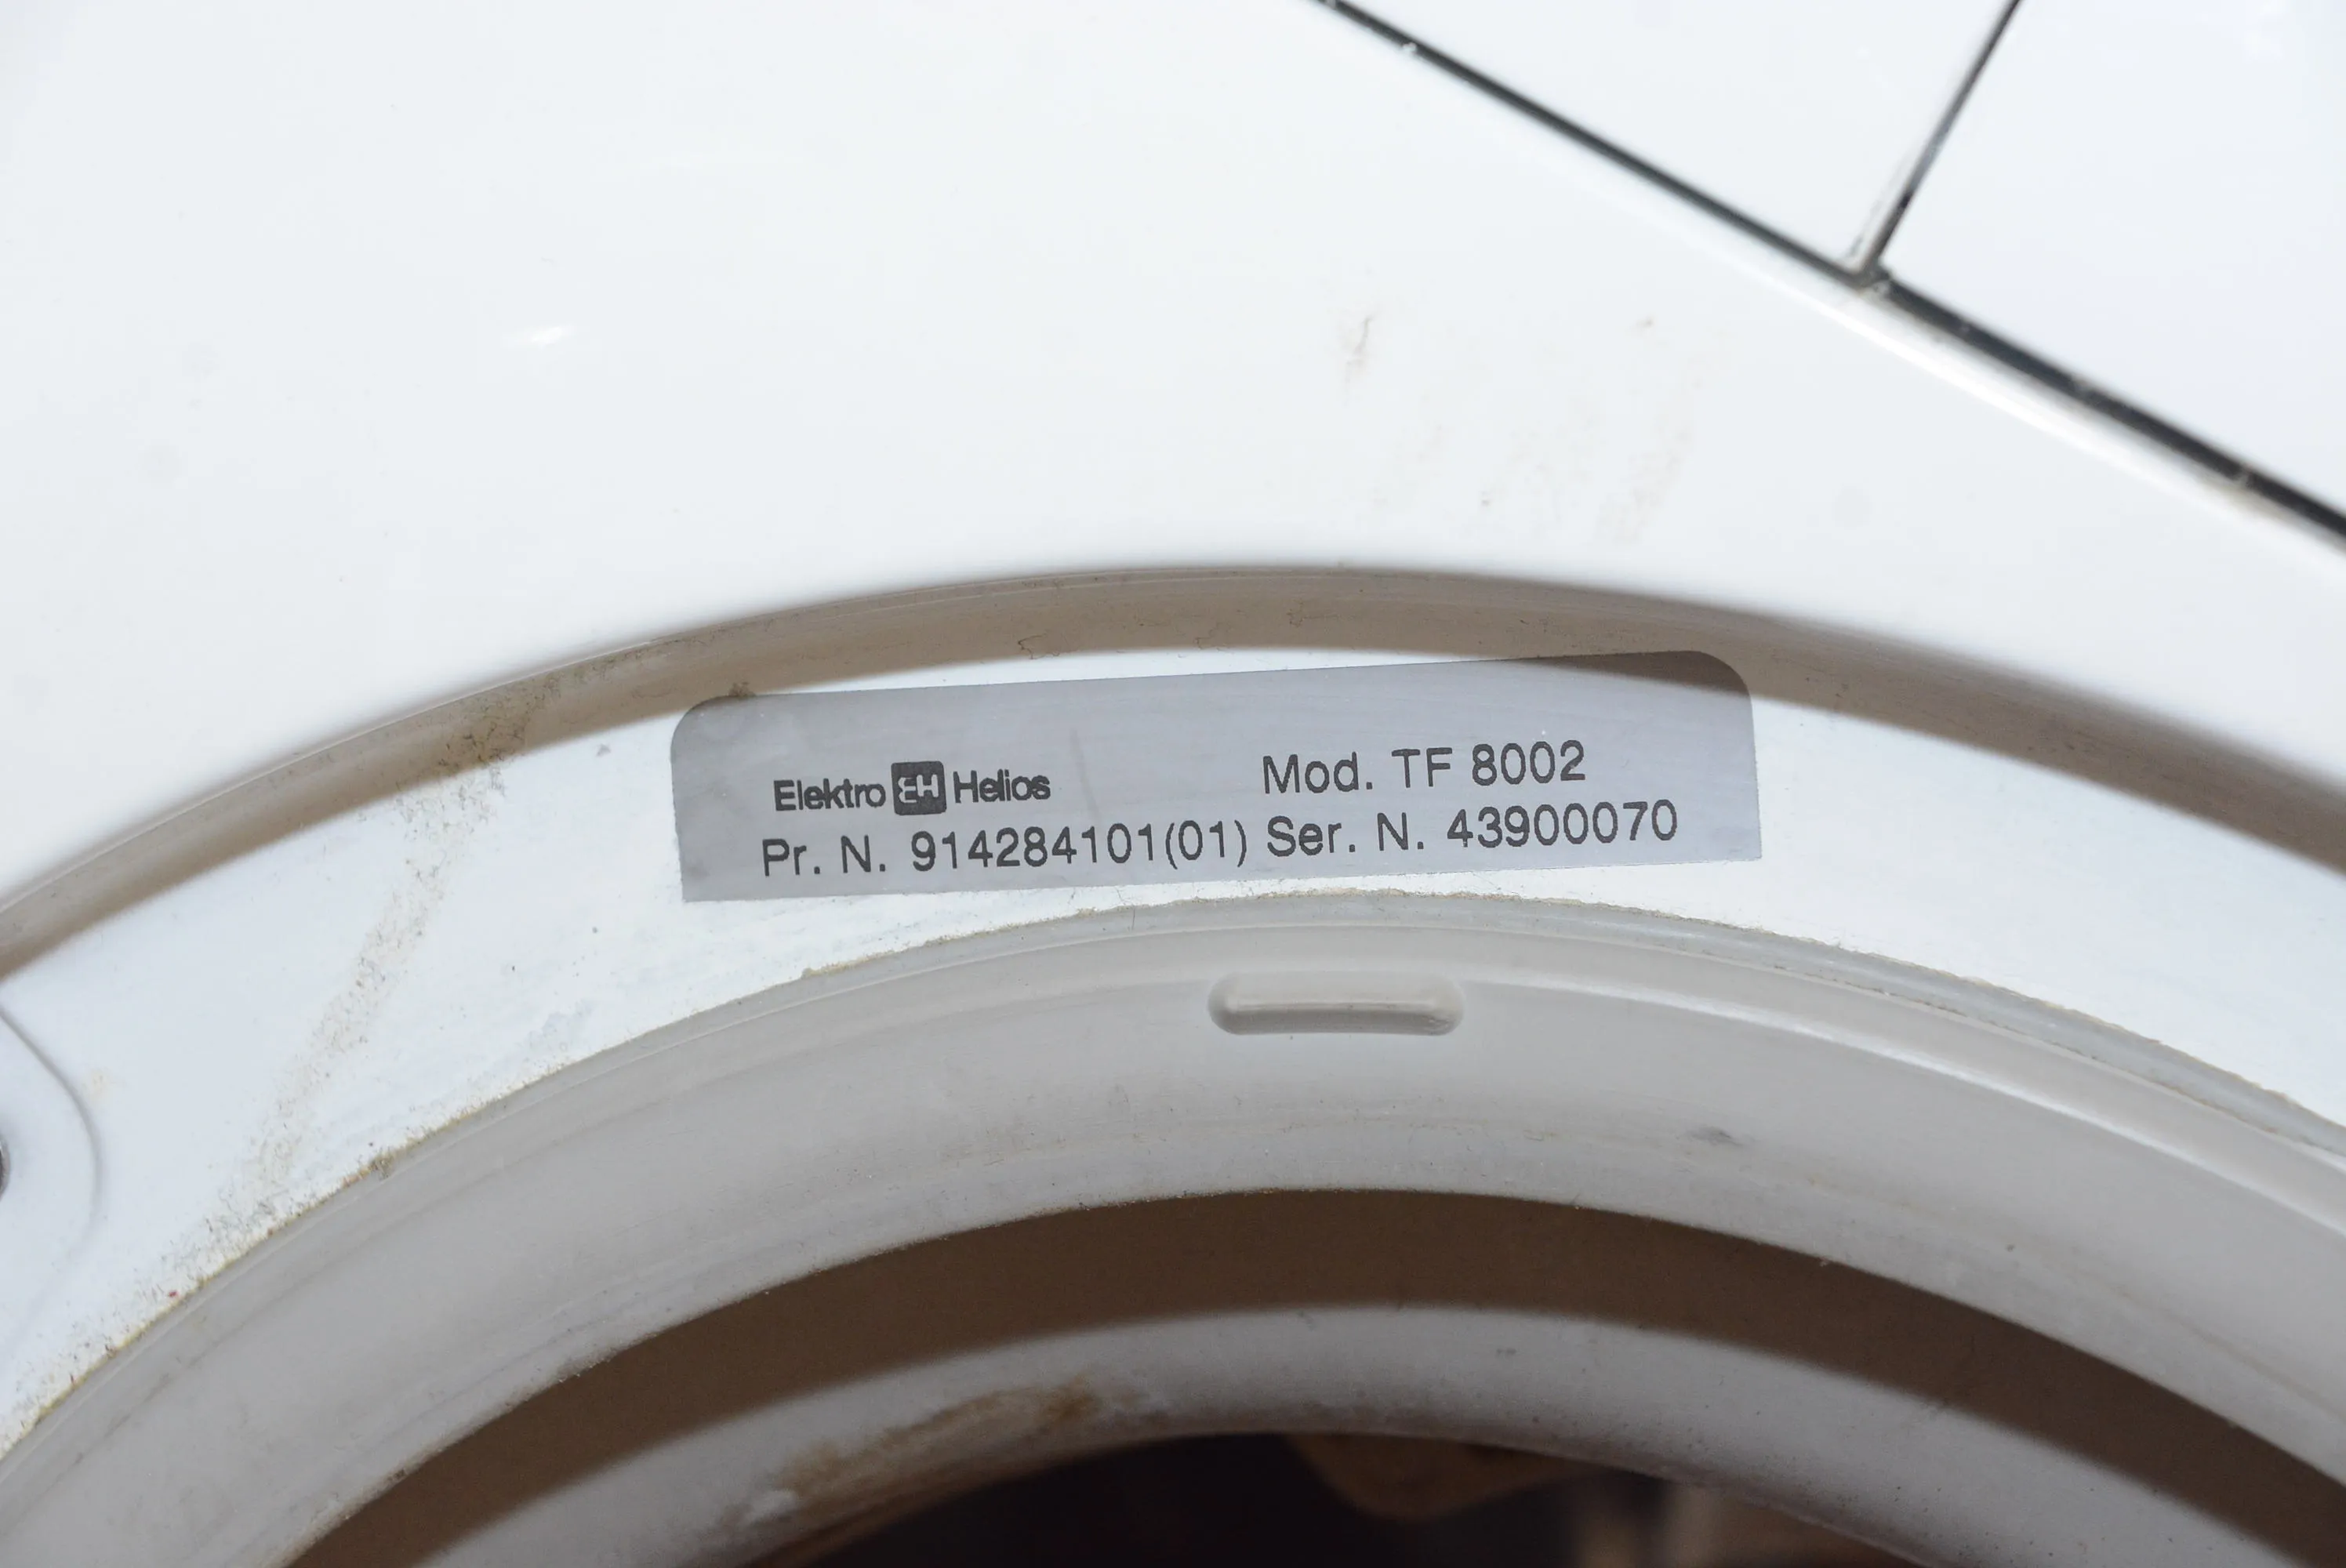 Elektro EH Helios Mod. TF 8002
Pr. N. 914284101(01) Ser. N. 43900070